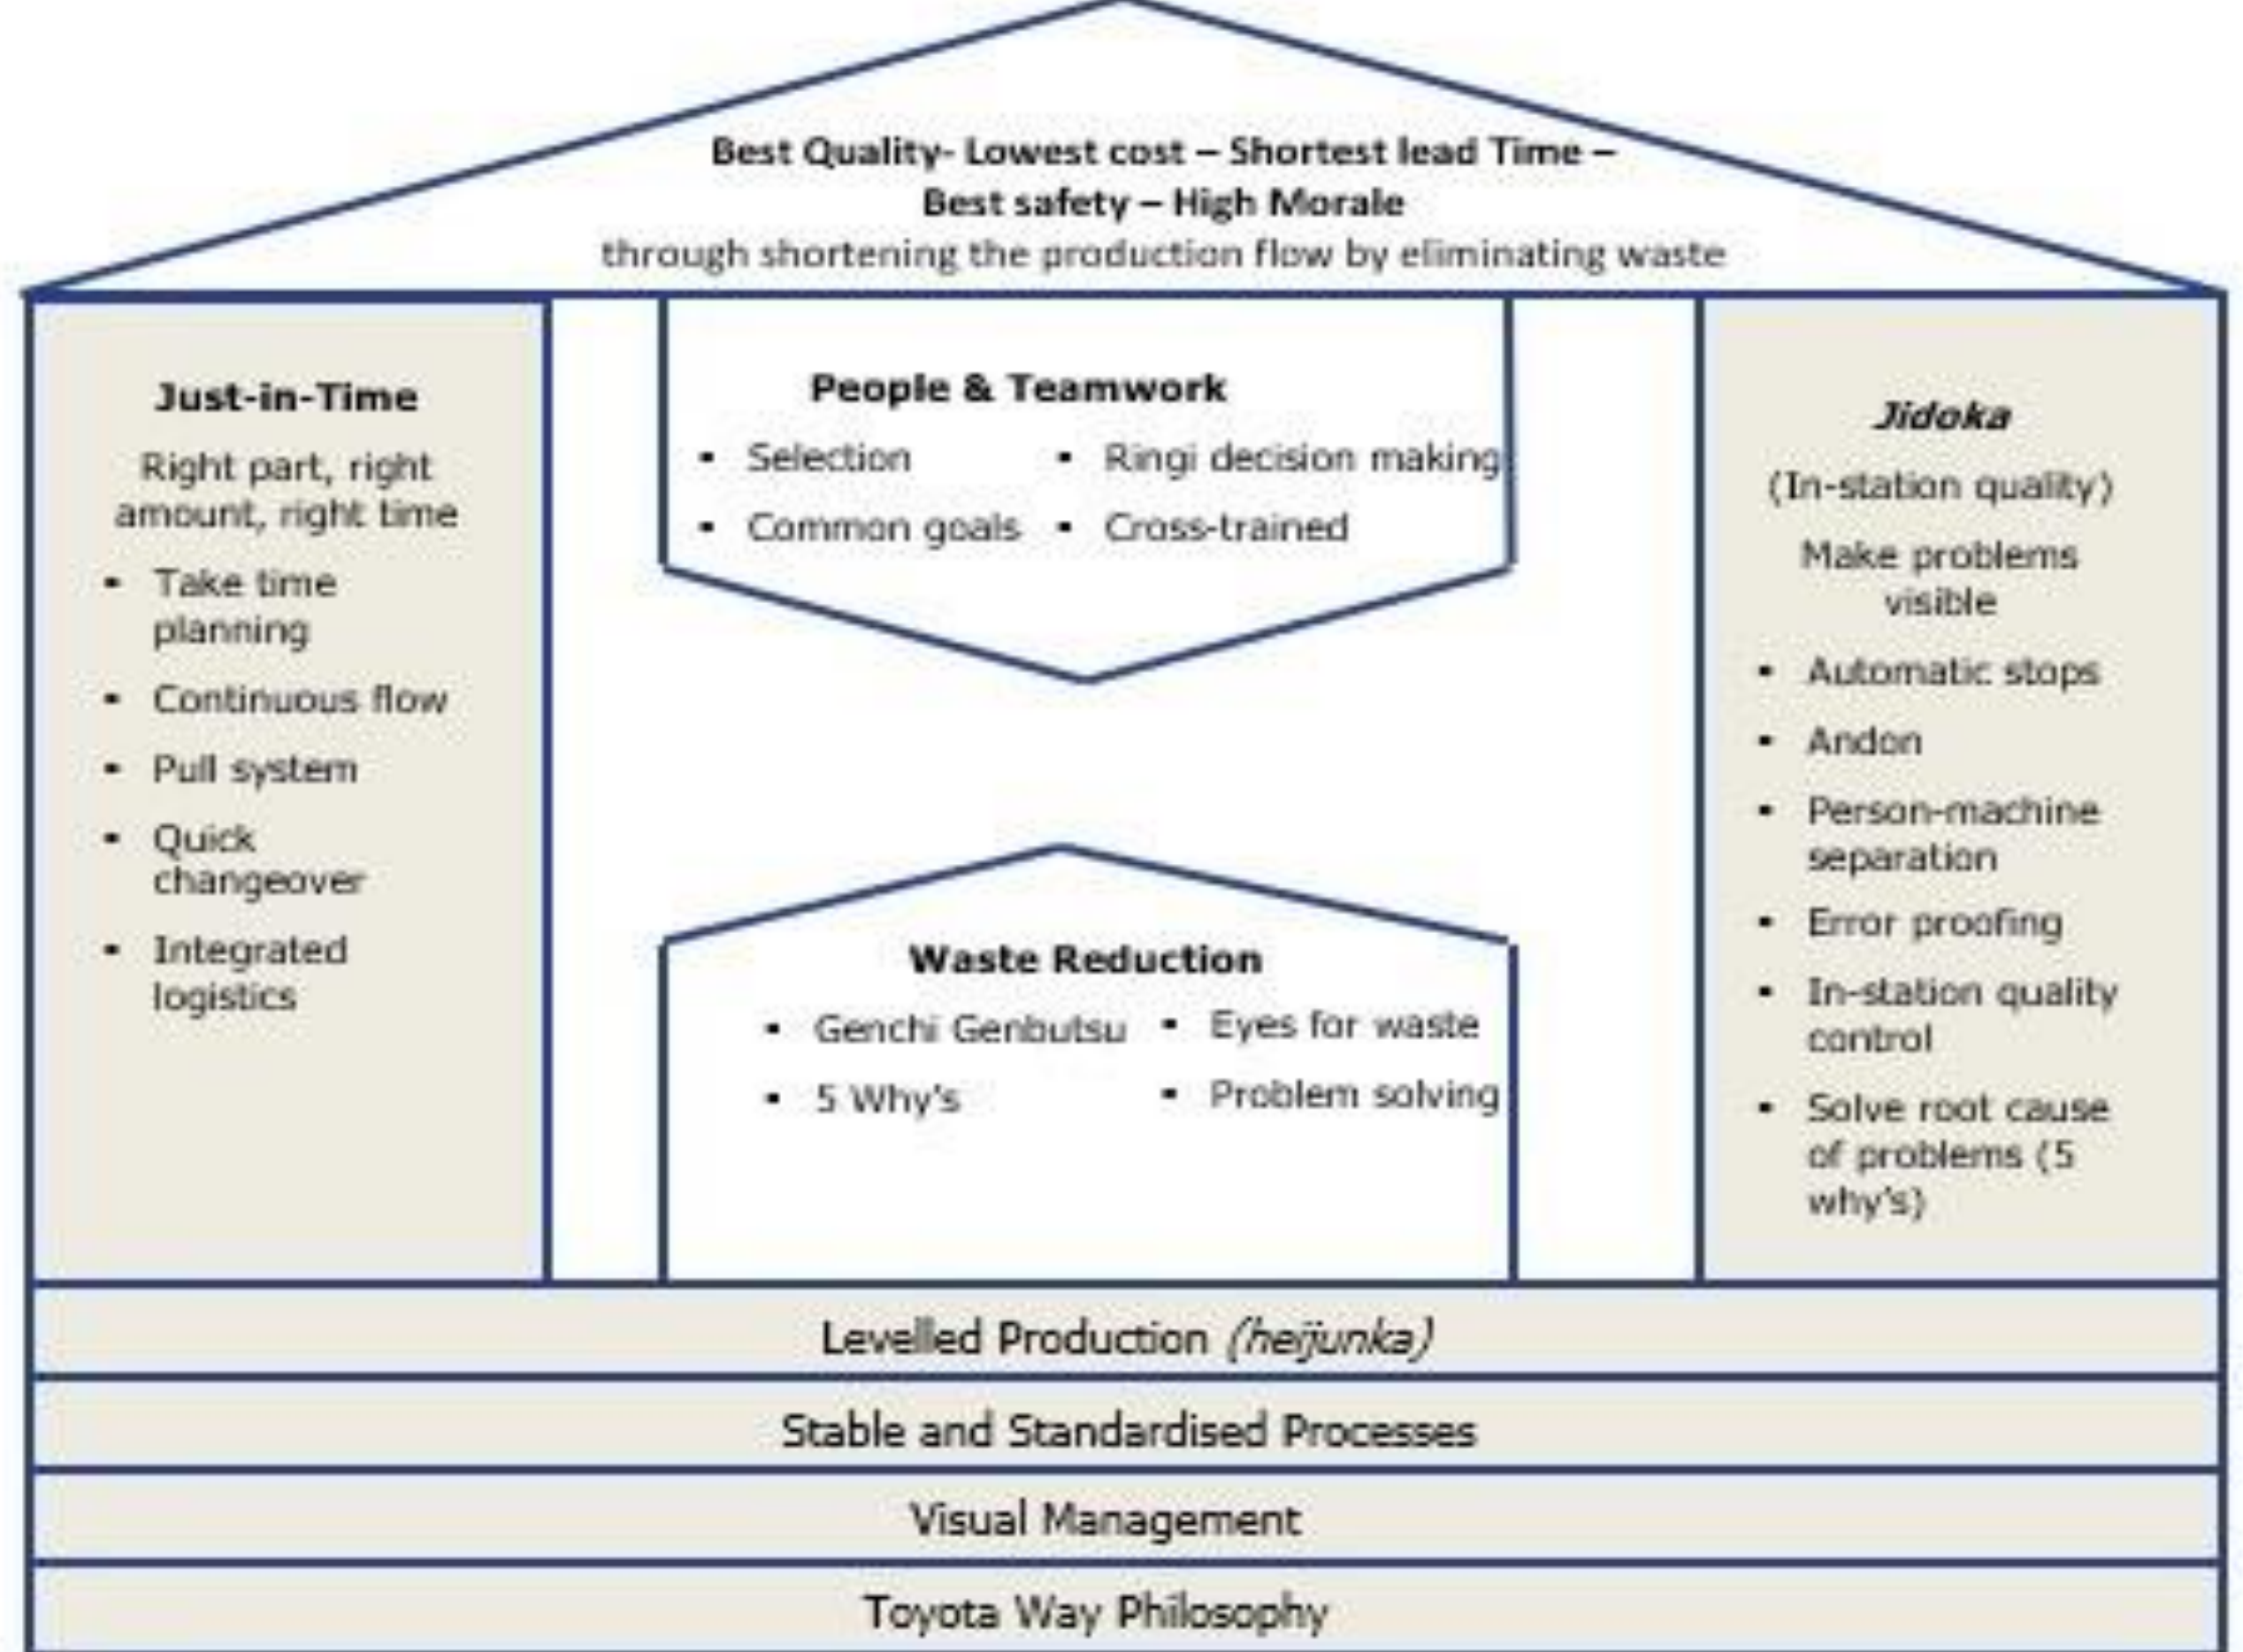 Best Quality- Lowest cost – Shortest lead Time –
Best safety – High Morale
through shortening the production flow by eliminating waste
Just-in-Time
Right part, right
amount, right time
▪ Take time
planning
▪ Continuous flow
▪ Pull system
▪ Quick
changeover
▪ Integrated
logistics
People & Teamwork
▪ Selection ▪ Ringi decision making
▪ Common goals ▪ Cross-trained
Waste Reduction
▪ Genchi Genbutsu ▪ Eyes for waste
▪ 5 Why's ▪ Problem solving
Jidoka
(In-station quality)
Make problems
visible
▪ Automatic stops
▪ Andon
▪ Person-machine
separation
▪ Error proofing
▪ In-station quality
control
▪ Solve root cause
of problems (5
why's)
Levelled Production (heijunka)
Stable and Standardised Processes
Visual Management
Toyota Way Philosophy